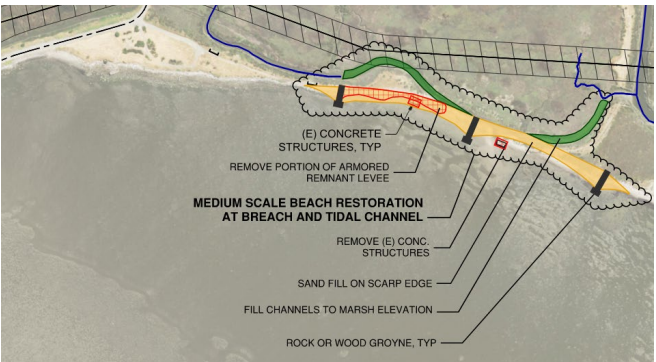 (E) CONCRETE
STRUCTURES, TYP
REMOVE PORTION OF ARMORED
REMNANT LEVEE
MEDIUM SCALE BEACH RESTORATION
AT BREACH AND TIDAL CHANNEL
REMOVE (E) CONC.
STRUCTURES
SAND FILL ON SCARP EDGE
FILL CHANNELS TO MARSH ELEVATION
ROCK OR WOOD GROYNE, TYP